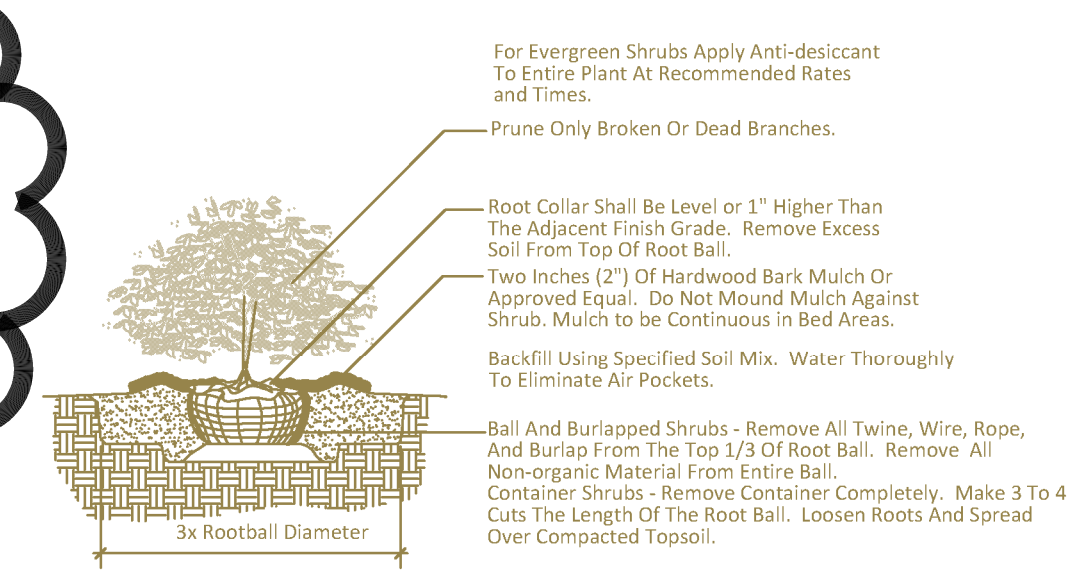 For Evergreen Shrubs Apply Anti-desiccant
To Entire Plant At Recommended Rates
and Times.
Prune Only Broken Or Dead Branches.
Root Collar Shall Be Level or 1" Higher Than
The Adjacent Finish Grade. Remove Excess
Soil From Top Of Root Ball.
Two Inches (2") Of Hardwood Bark Mulch Or
Approved Equal. Do Not Mound Mulch Against
Shrub. Mulch to be Continuous in Bed Areas.
Backfill Using Specified Soil Mix. Water Thoroughly
To Eliminate Air Pockets.
Ball And Burlapped Shrubs - Remove All Twine, Wire, Rope,
And Burlap From The Top 1/3 Of Root Ball. Remove All
Non-organic Material From Entire Ball.
Container Shrubs - Remove Container Completely. Make 3 To 4
Cuts The Length Of The Root Ball. Loosen Roots And Spread
Over Compacted Topsoil.
3x Rootball Diameter